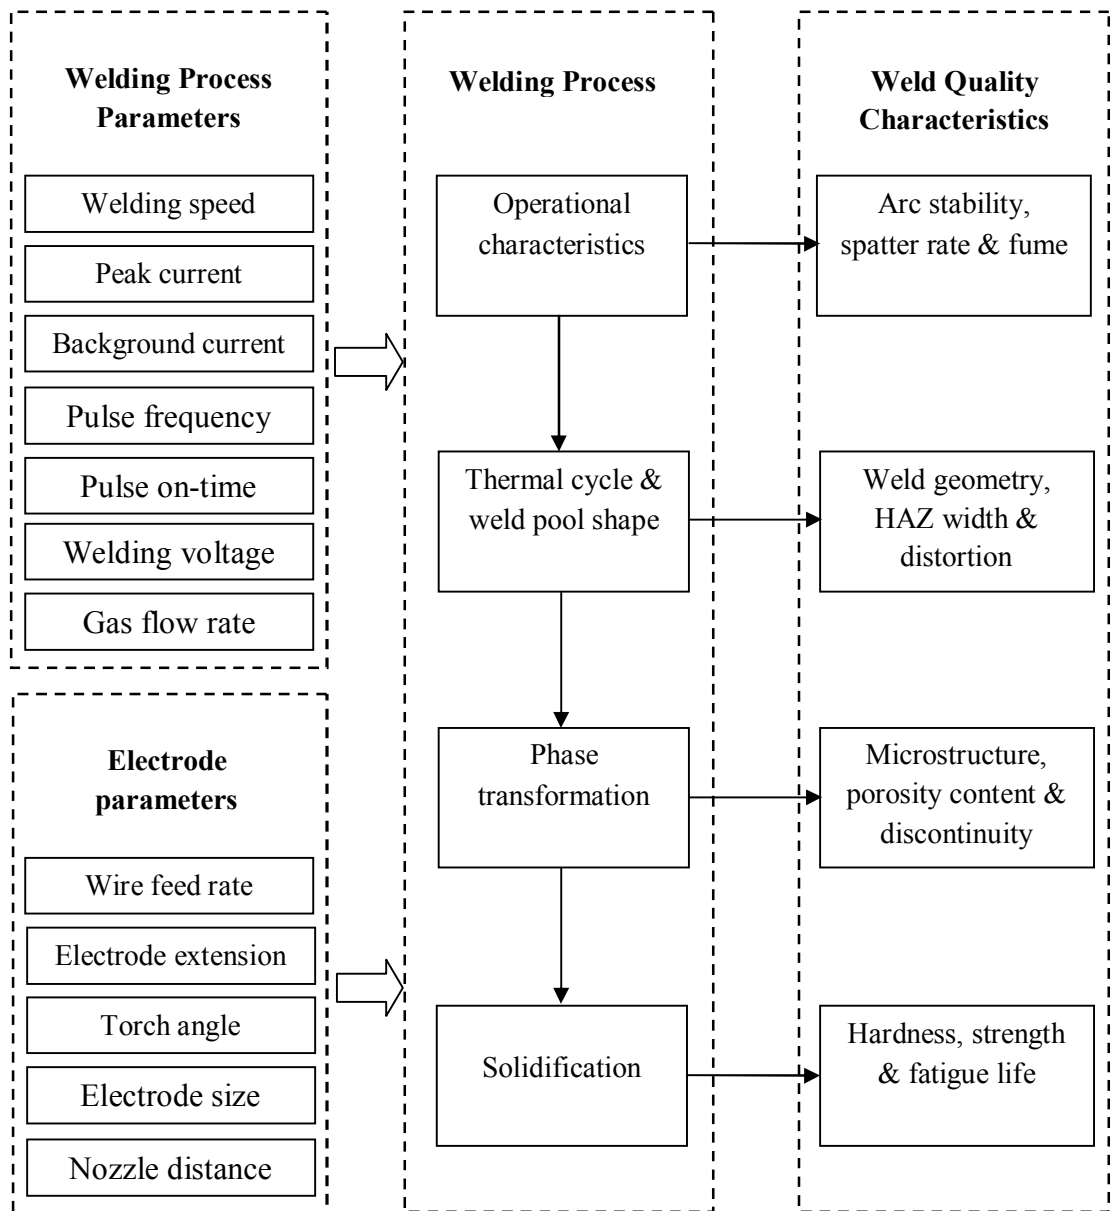 Welding Process
Parameters
Welding speed
Peak current
Background current
Pulse frequency
Pulse on-time
Welding voltage
Gas flow rate
Electrode
parameters
Wire feed rate
Electrode extension
Torch angle
Electrode size
Nozzle distance
Welding Process
Operational
characteristics
Thermal cycle &
weld pool shape
Phase
transformation
Solidification
Weld Quality
Characteristics
Arc stability,
spatter rate & fume
Weld geometry,
HAZ width &
distortion
Microstructure,
porosity content &
discontinuity
Hardness, strength
& fatigue life